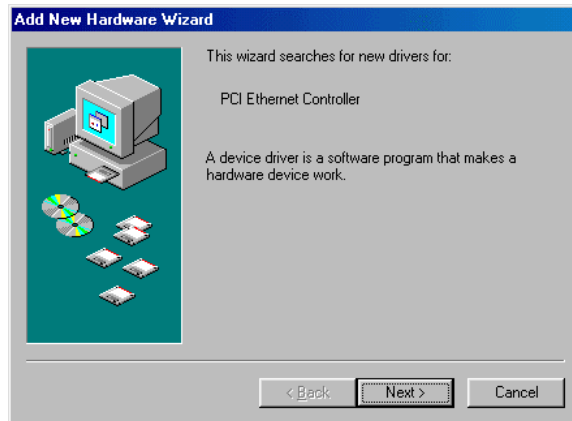 Add New Hardware Wizard
This wizard searches for new drivers for:
PCI Ethernet Controller
A device driver is a software program that makes a
hardware device work.
< Back
Next >
Cancel